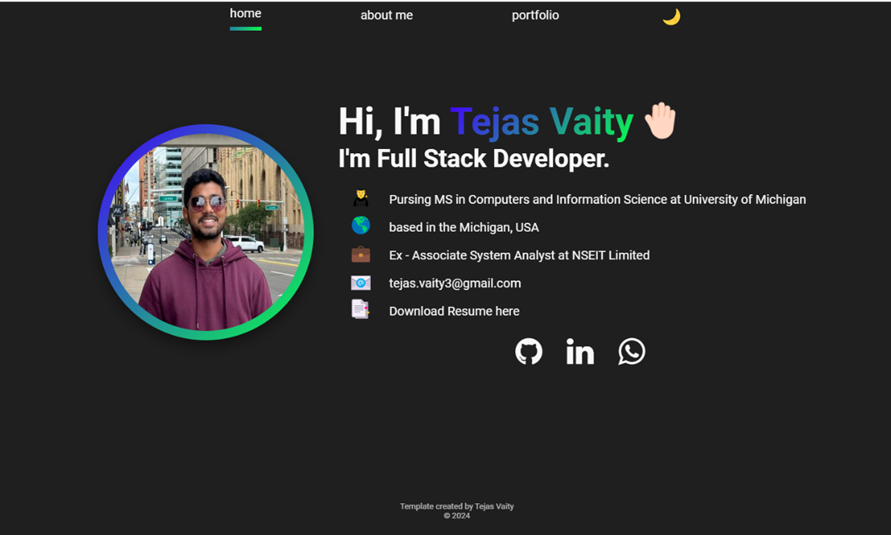 home about me portfolio
Hi, I'm Tejas Vaity
I'm Full Stack Developer.
Pursing MS in Computers and Information Science at University of Michigan
based in the Michigan, USA
Ex - Associate System Analyst at NSEIT Limited
tejas.vaity3@gmail.com
Download Resume here
in
Template created by Tejas Vaity
© 2024